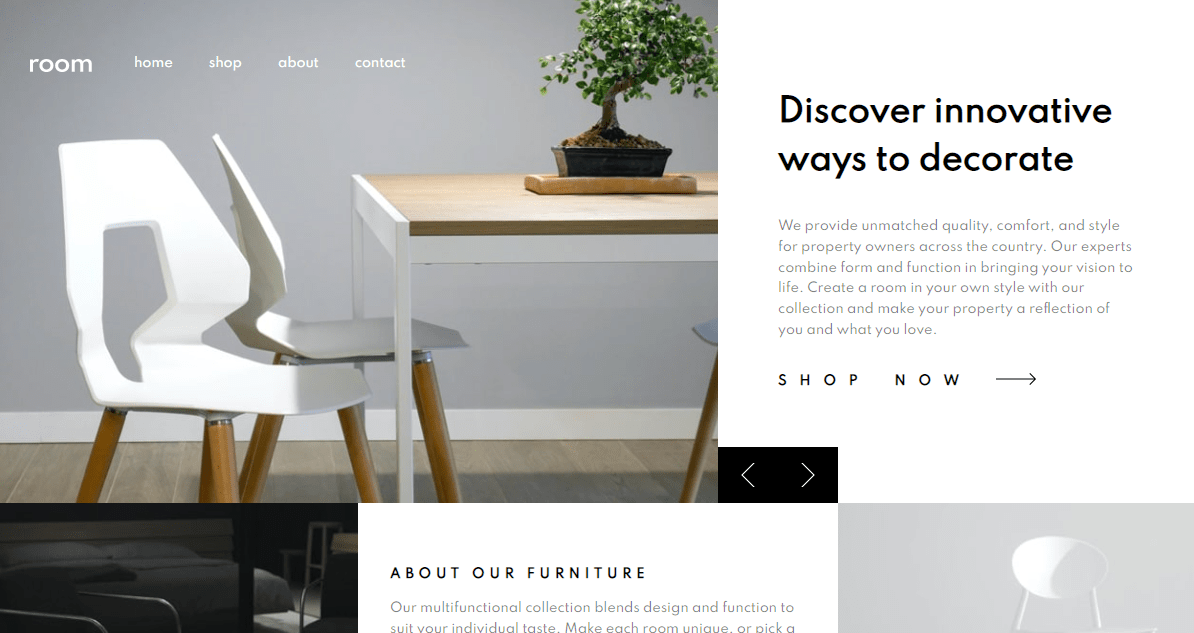 room
home shop about contact
Discover innovative
ways to decorate
We provide unmatched quality, comfort, and style
for property owners across the country. Our experts
combine form and function in bringing your vision to
life. Create a room in your own style with our
collection and make your property a reflection of
you and what you love.
SHOP NOW
ABOUT OUR FURNITURE
Our multifunctional collection blends design and function to
suit your individual taste. Make each room unique, or pick a